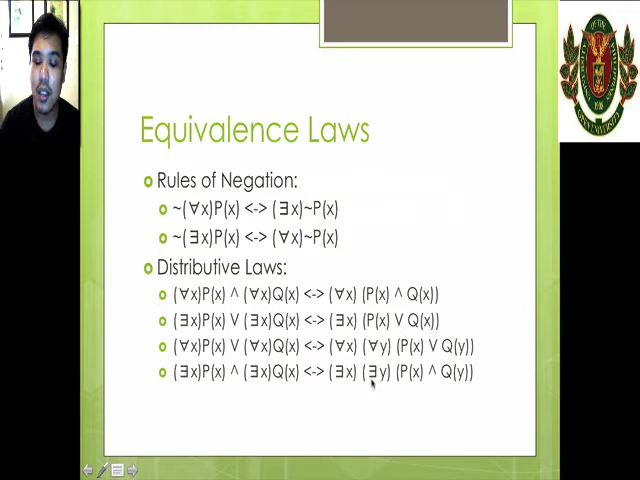 Equivalence Laws
Rules of Negation:
~(∀x)P(x) <-> (∃x)~P(x)
~(∃x)P(x) <-> (∀x)~P(x)
Distributive Laws:
(∀x)P(x) ^ (∀x)Q(x) <-> (∀x) (P(x) ^ Q(x))
(∃x)P(x) V (∃x)Q(x) <-> (∃x) (P(x) V Q(x))
(∀x)P(x) V (∀x)Q(x) <-> (∀x) (∀y) (P(x) V Q(y))
(∃x)P(x) ^ (∃x)Q(x) <-> (∃x) (∃y) (P(x) ^ Q(y))